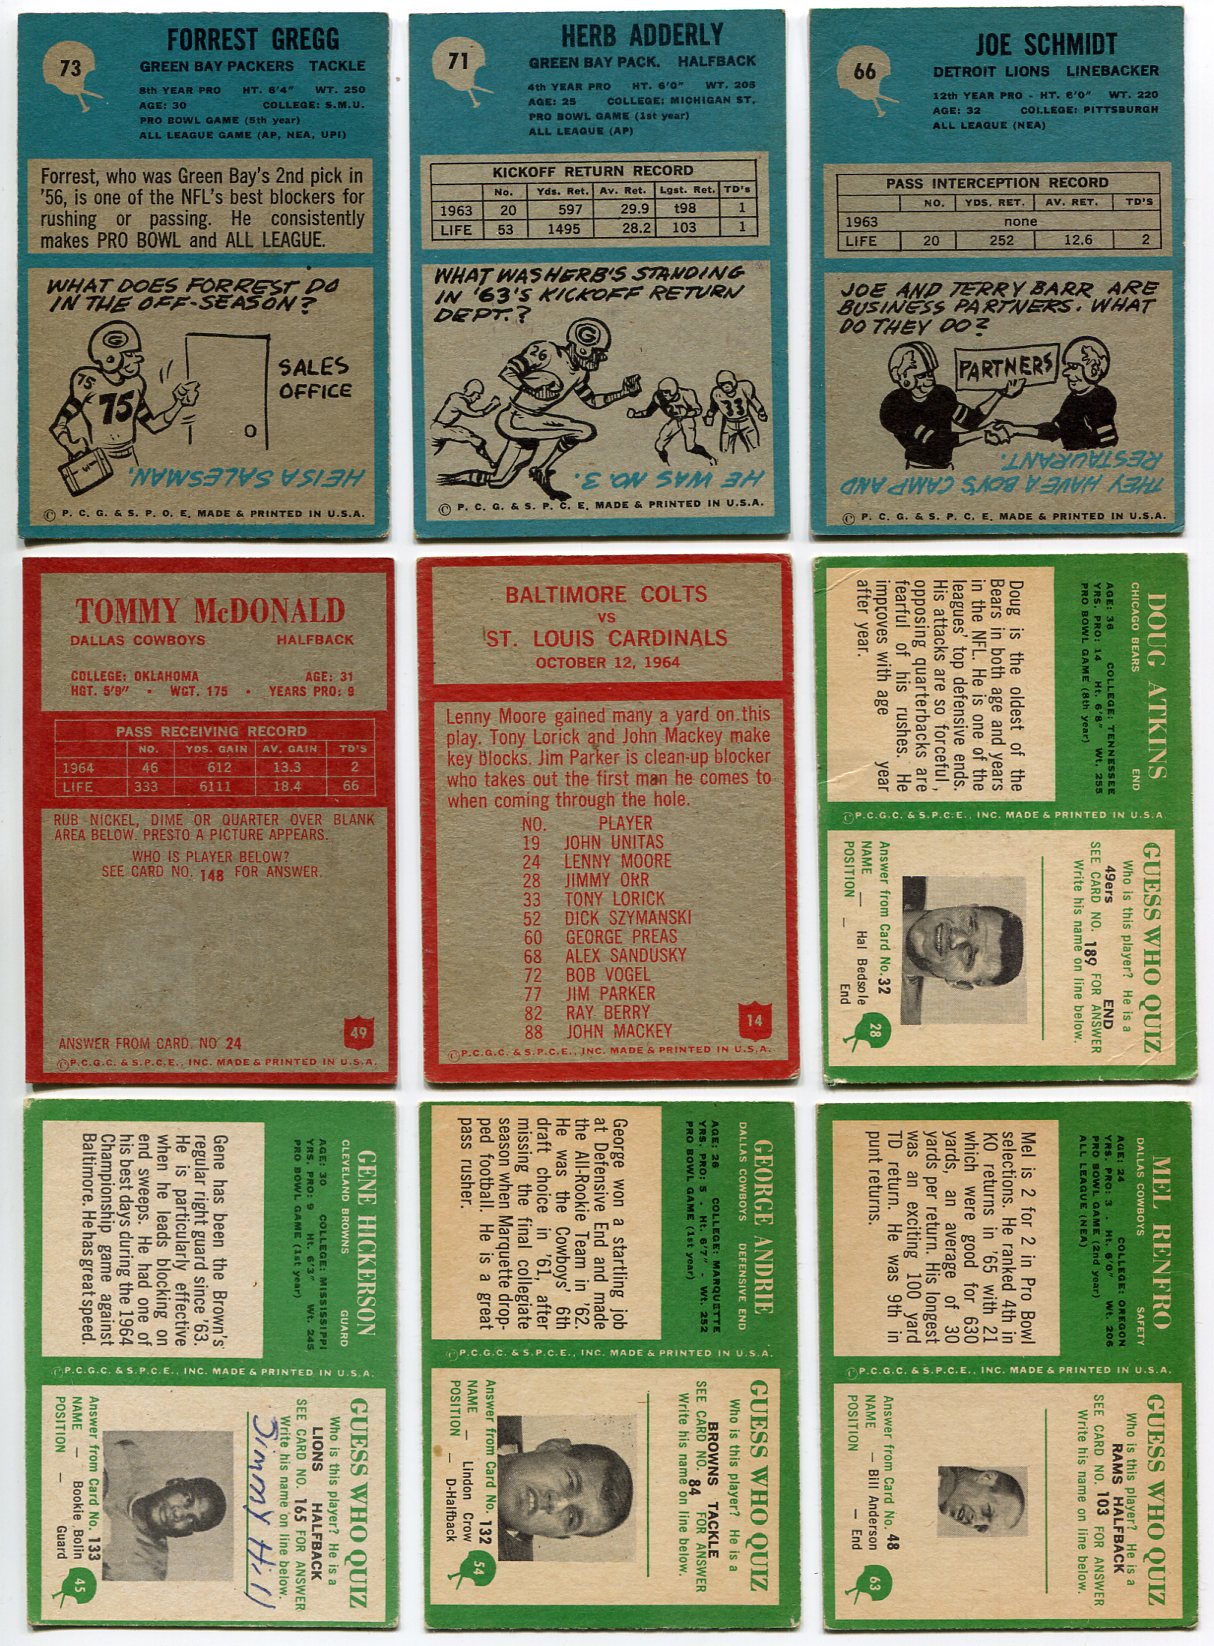 FORREST GREGG
73
GREEN BAY PACKERS TACKLE
8th YEAR PRO HT. 6'4" WT. 250
AGE: 30 COLLEGE: S.M.U.
PRO BOWL GAME (5th year)
ALL LEAGUE GAME (AP, NEA, UPI)
Forrest, who was Green Bay's 2nd pick in
'56, is one of the NFL's best blockers for
rushing or passing. He consistently
makes PRO BOWL and ALL LEAGUE.
WHAT DOES FORREST DO
IN THE OFF-SEASON?
G
75
75
SALES
OFFICE
HE IS A SALESMAN.
© P. C. G. & S. P. O. E. MADE & PRINTED IN U.S.A.
HERB ADDERLY
71
GREEN BAY PACK. HALFBACK
4th YEAR PRO HT. 6'0" WT. 205
AGE: 25 COLLEGE: MICHIGAN ST.
PRO BOWL GAME (1st year)
ALL LEAGUE (AP)
KICKOFF RETURN RECORD
No. Yds. Ret. Av. Ret. Lgst. Ret. TD's
1963 20 597 29.9 t98 1
LIFE 53 1495 28.2 103 1
WHAT WAS HERB'S STANDING
IN '63'S KICKOFF RETURN
DEPT.?
G
26
33
HE WAS NO. 3.
© P. C. G. & S. P. C. E. MADE & PRINTED IN U.S.A.
JOE SCHMIDT
66
DETROIT LIONS LINEBACKER
12th YEAR PRO - HT. 6'0" WT. 220
AGE: 32 COLLEGE: PITTSBURGH
ALL LEAGUE (NEA)
PASS INTERCEPTION RECORD
NO. YDS. RET. AV. RET. TD'S
1963 none
LIFE 20 252 12.6 2
JOE AND TERRY BARR ARE
BUSINESS PARTNERS. WHAT
DO THEY DO?
PARTNERS
THEY HAVE A BOY'S CAMP AND
RESTAURANT.
© P. C. G. & S. P. C. E. MADE & PRINTED IN U.S.A.
TOMMY McDONALD
DALLAS COWBOYS HALFBACK
COLLEGE: OKLAHOMA AGE: 31
HGT. 5'9" • WGT. 175 • YEARS PRO: 9
PASS RECEIVING RECORD
NO. YDS. GAIN AV. GAIN TD'S
1964 46 612 13.3 2
LIFE 333 6111 18.4 66
RUB NICKEL, DIME OR QUARTER OVER BLANK
AREA BELOW. PRESTO A PICTURE APPEARS.
WHO IS PLAYER BELOW?
SEE CARD NO. 148 FOR ANSWER.
49
ANSWER FROM CARD, NO 24
©P.C.G.C. & S.P.C.E., INC. MADE & PRINTED IN U.S.A.
BALTIMORE COLTS
VS
ST. LOUIS CARDINALS
OCTOBER 12, 1964
Lenny Moore gained many a yard on this
play. Tony Lorick and John Mackey make
key blocks. Jim Parker is clean-up blocker
who takes out the first man he comes to
when coming through the hole.
NO. PLAYER
19 JOHN UNITAS
24 LENNY MOORE
28 JIMMY ORR
33 TONY LORICK
52 DICK SZYMANSKI
60 GEORGE PREAS
68 ALEX SANDUSKY
72 BOB VOGEL
77 JIM PARKER
82 RAY BERRY
88 JOHN MACKEY
14
©P.C.G.C. & S.P.C.E., INC. MADE & PRINTED IN U.S.A.
DOUG ATKINS
CHICAGO BEARS END
AGE: 36 COLLEGE: TENNESSEE
YRS. PRO: 14 Ht. 6'8" Wt. 255
PRO BOWL GAME (8th year)
Doug is the oldest of the
Bears in both age and years
in the NFL. He is one of the
leagues' top defensive ends.
His attacks are so forceful,
opposing quarterbacks are
fearful of his rushes. He
improves with age year
after year.
©P.C.G.C. & S.P.C.E., INC. MADE & PRINTED IN U.S.A.
GUESS WHO QUIZ
Who is this player? He is a
49ers END
SEE CARD NO. 189 FOR ANSWER
Write his name on line below.
Answer from Card No. 32
NAME — Hal Bedsole
POSITION — End
28
GENE HICKERSON
CLEVELAND BROWNS GUARD
AGE: 30 COLLEGE: MISSISSIPPI
YRS. PRO: 9 Ht. 6'3" Wt. 245
PRO BOWL GAME (1st year)
Gene has been the Brown's
regular right guard since '63.
He is particularly effective
when he leads blocking on
end sweeps. He had one of
his best days during the 1964
Championship game against
Baltimore. He has great speed.
©P.C.G.C. & S.P.C.E., INC. MADE & PRINTED IN U.S.A.
GUESS WHO QUIZ
Who is this player? He is a
LIONS HALFBACK
SEE CARD NO. 165 FOR ANSWER
Write his name on line below.
Jimmy Hill
Answer from Card No. 133
NAME — Bookie Bolin
POSITION — Guard
45
GEORGE ANDRIE
DALLAS COWBOYS DEFENSIVE END
AGE: 26 COLLEGE: MARQUETTE
YRS. PRO: 5 . Ht. 6'7" - Wt. 252
PRO BOWL GAME (1st year)
George won a startling job
at Defensive End and made
the All-Rookie Team in '62.
He was the Cowboys' 6th
draft choice in '61, after
missing the final collegiate
season when Marquette drop-
ped football. He is a great
pass rusher.
©P.C.G.C. & S.P.C.E., INC. MADE & PRINTED IN U.S.A.
GUESS WHO QUIZ
Who is this player? He is a
BROWNS TACKLE
SEE CARD NO. 84 FOR ANSWER
Write his name on line below.
Answer from Card No. 132
NAME — Lindon Crow
POSITION — D-Halfback
54
MEL RENFRO
DALLAS COWBOYS SAFETY
AGE: 24 COLLEGE: OREGON
YRS. PRO: 3 . Ht. 6'0" Wt. 206
PRO BOWL GAME (2nd year)
ALL LEAGUE (NEA)
Mel is 2 for 2 in Pro Bowl
selections. He ranked 4th in
KO returns in '65 with 21
which were good for 630
yards, an average of 30
yards per return. His longest
was an exciting 100 yard
TD return. He was 9th in
punt returns.
©P.C.G.C. & S.P.C.E., INC. MADE & PRINTED IN U.S.A.
GUESS WHO QUIZ
Who is this player? He is a
RAMS HALFBACK
SEE CARD NO. 103 FOR ANSWER
Write his name on line below.
Answer from Card No. 48
NAME — Bill Anderson
POSITION — End
63